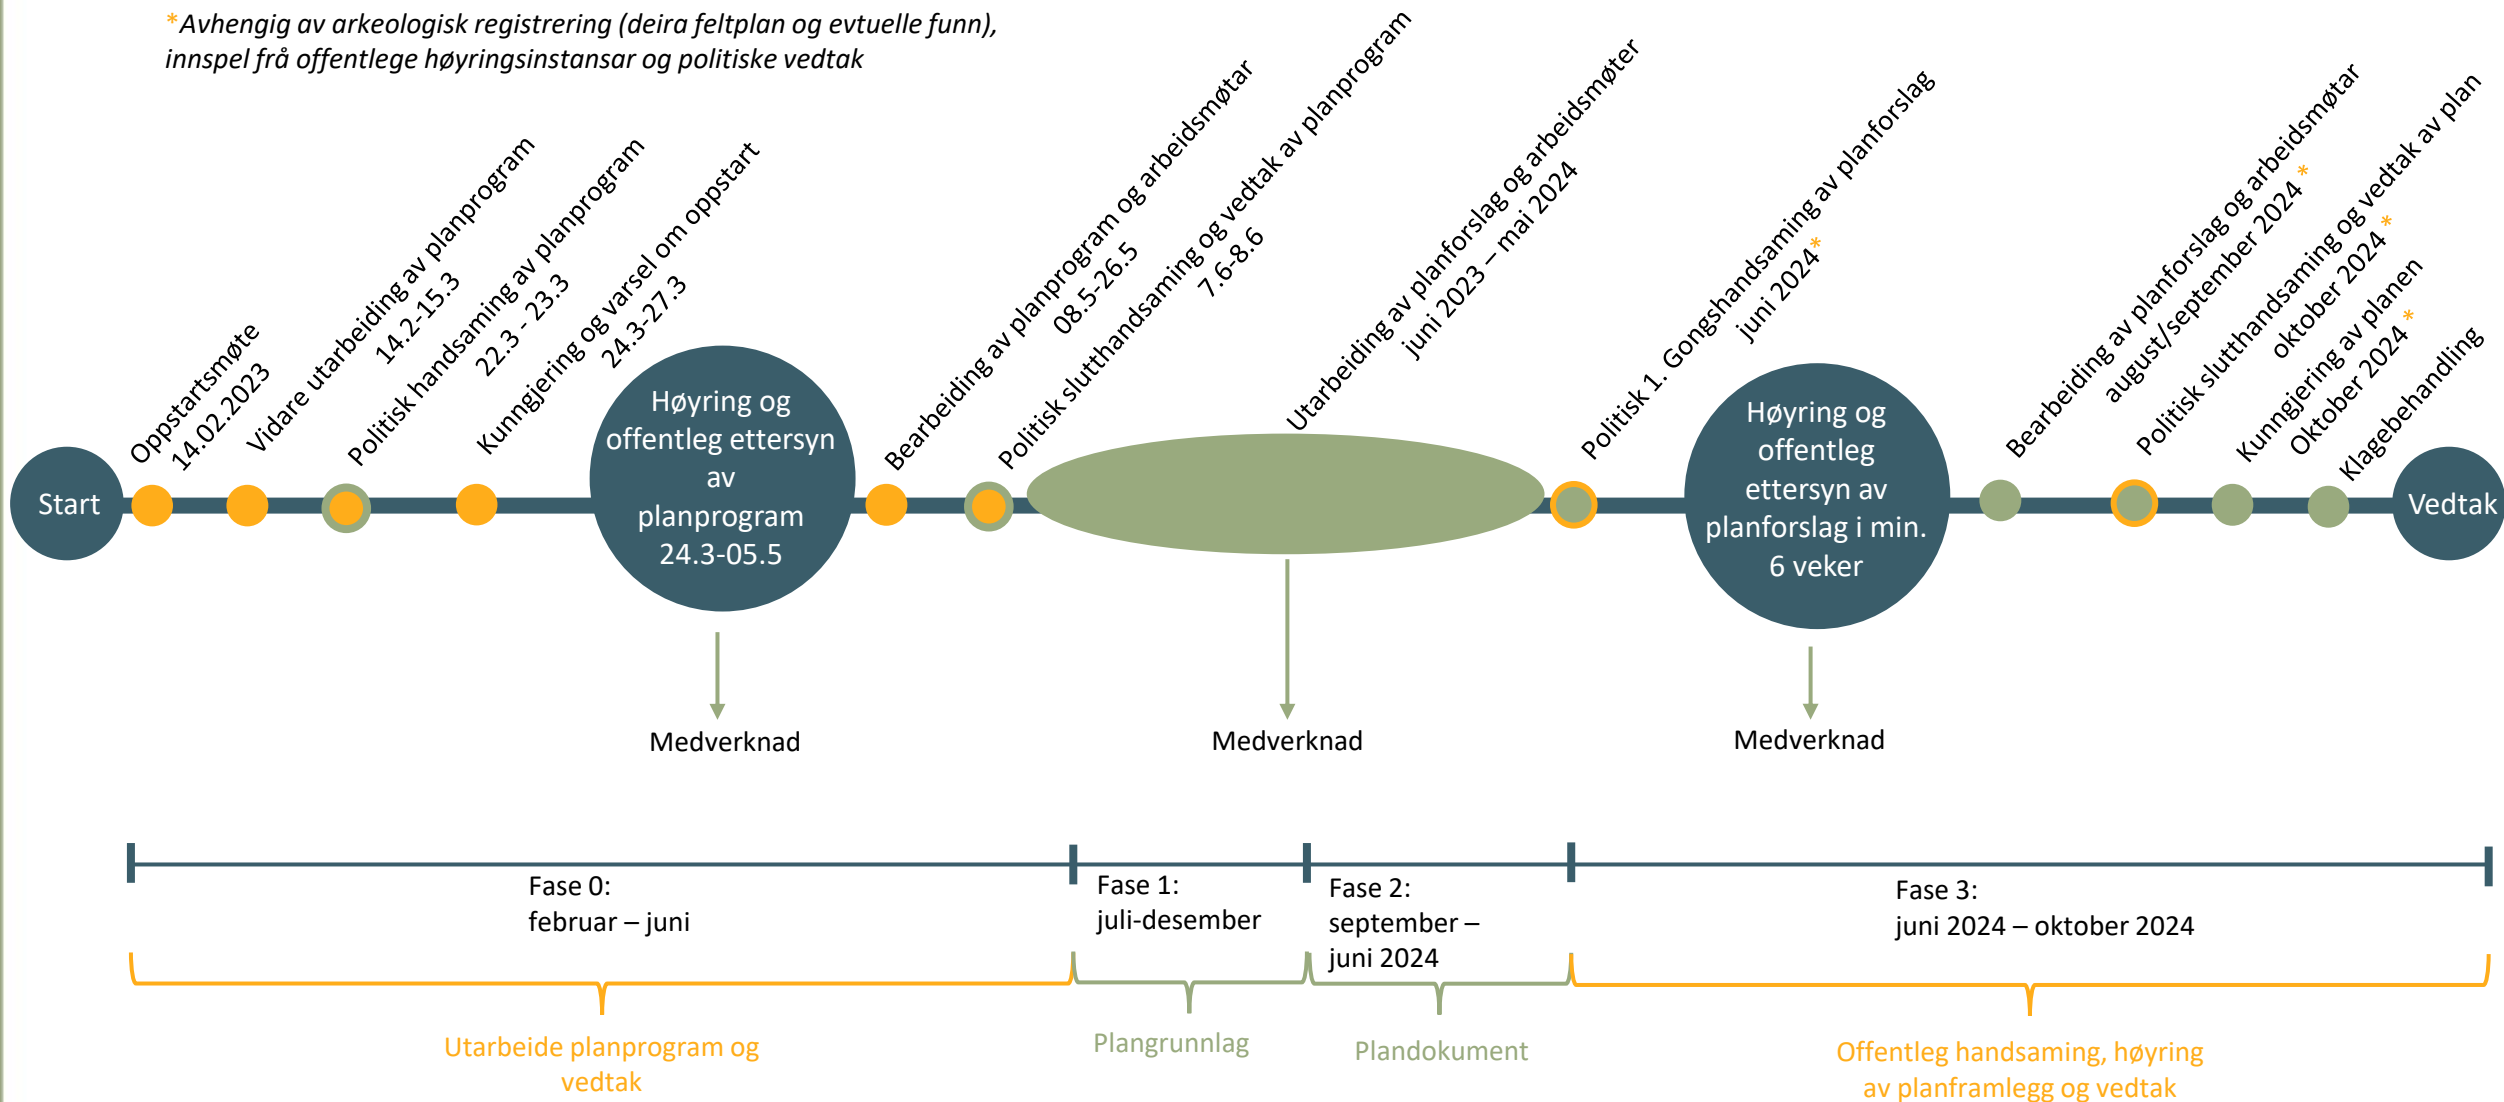 *Avhengig av arkeologisk registrering (deira feltplan og evtuelle funn),
innspel frå offentlege høyringsinstansar og politiske vedtak
Start
Oppstartsmøte
14.02.2023
Vidare utarbeiding av planprogram
14.2-15.3
Politisk handsaming av planprogram
22.3 - 23.3
Kunngjering og varsel om oppstart
24.3-27.3
Høyring og
offentleg ettersyn
av
planprogram
24.3-05.5
Bearbeiding av planprogram og arbeidsmøtar
08.5-26.5
Politisk slutthandsaming og vedtak av planprogram
7.6-8.6
Utarbeiding av planforslag og arbeidsmøter
juni 2023 – mai 2024
Politisk 1. Gongshandsaming av planforslag
juni 2024*
Høyring og
offentleg
ettersyn av
planforslag i min.
6 veker
Bearbeiding av planforslag og arbeidsmøtar
august/september 2024 *
Politisk slutthandsaming og vedtak av plan
oktober 2024 *
Kunngjering av planen
Oktober 2024 *
Klagebehandling
Vedtak
Medverknad
Medverknad
Medverknad
Fase 0:
februar – juni
Fase 1:
juli-desember
Fase 2:
september –
juni 2024
Fase 3:
juni 2024 – oktober 2024
Utarbeide planprogram og
vedtak
Plangrunnlag
Plandokument
Offentleg handsaming, høyring
av planframlegg og vedtak